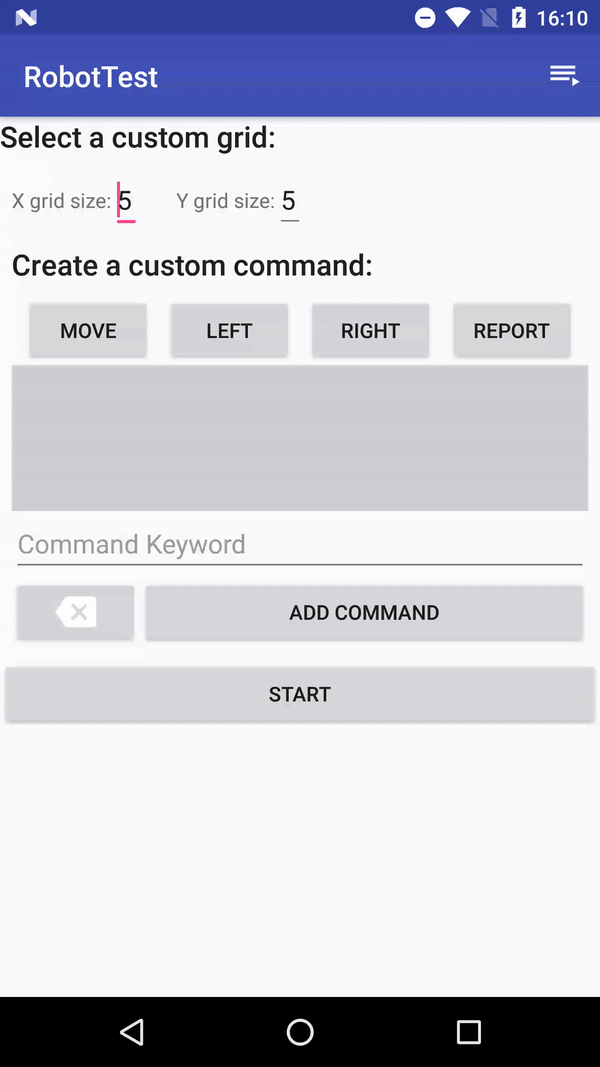 16:10
RobotTest
Select a custom grid:
X grid size: 5 Y grid size: 5
Create a custom command:
MOVE LEFT RIGHT REPORT
Command Keyword
ADD COMMAND
START